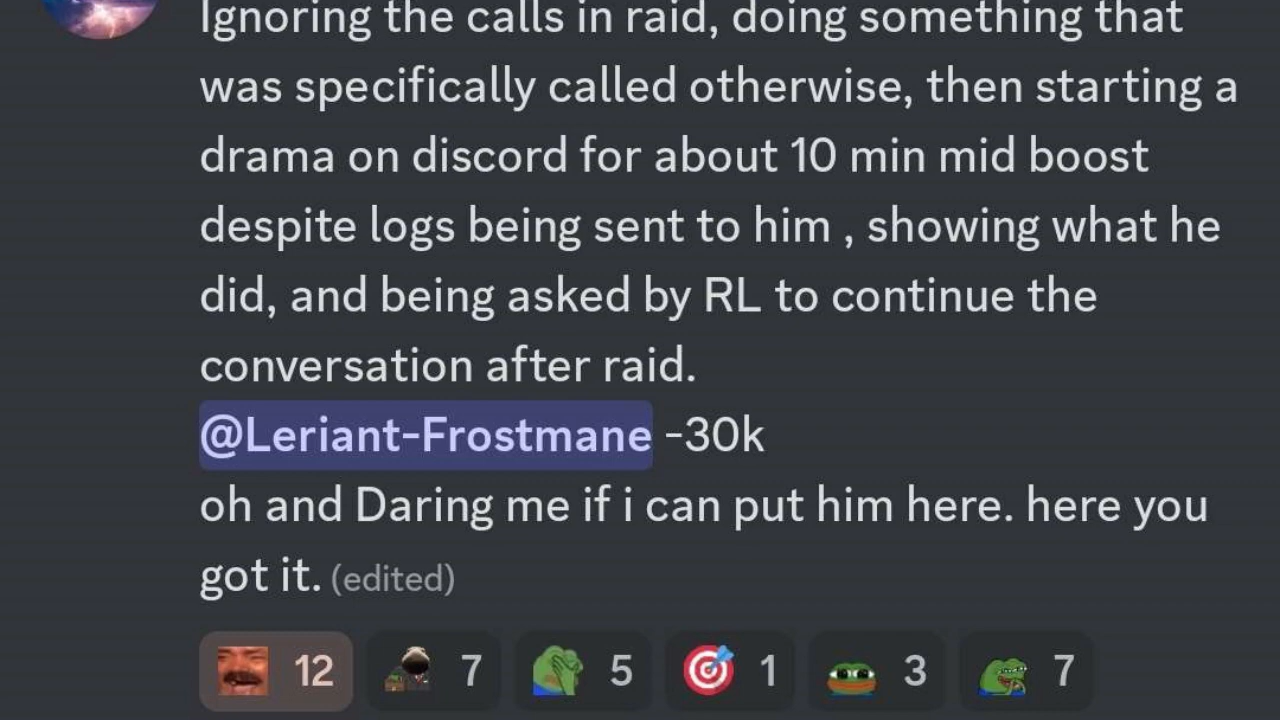 Ignoring the calls in raid, doing something that
was specifically called otherwise, then starting a
drama on discord for about 10 min mid boost
despite logs being sent to him , showing what he
did, and being asked by RL to continue the
conversation after raid.
@Leriant-Frostmane -30k
oh and Daring me if i can put him here. here you
got it. (edited)
12 7 5 1 3 7